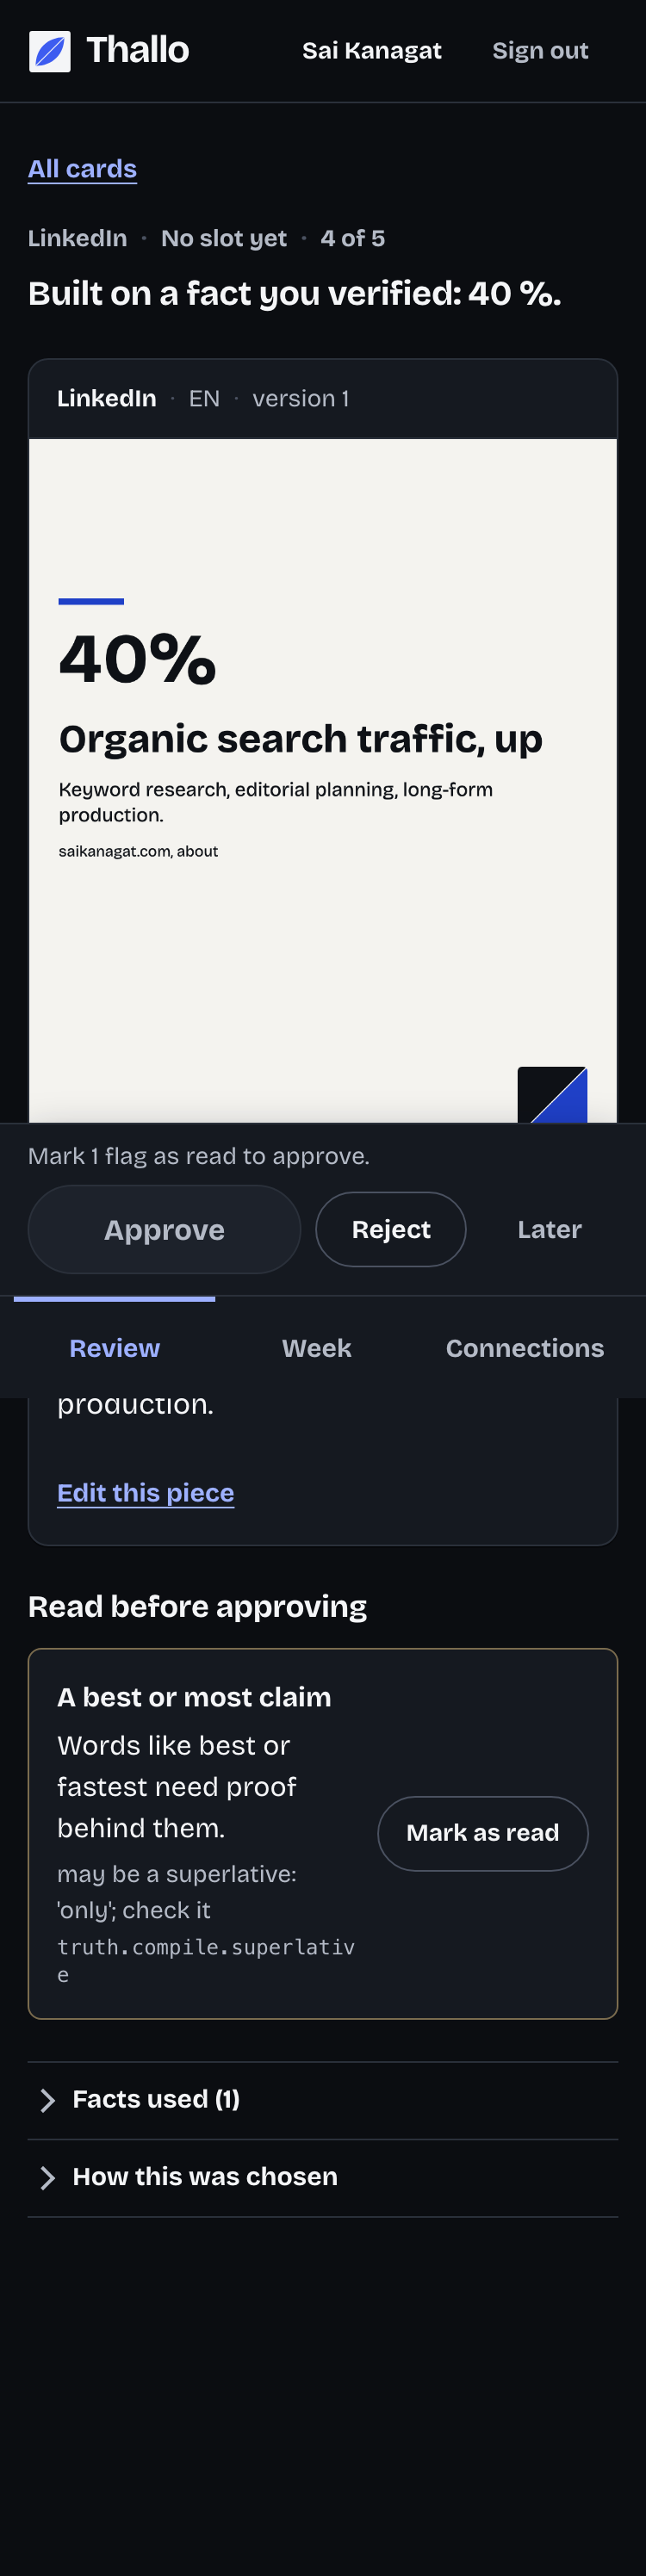 Thallo
Sai Kanagat
Sign out
All cards
LinkedIn · No slot yet · 4 of 5
Built on a fact you verified: 40 %.
LinkedIn · EN · version 1
40%
Organic search traffic, up
Keyword research, editorial planning, long-form
production.
saikanagat.com, about
Mark 1 flag as read to approve.
Approve
Reject
Later
Review
Week
Connections
production.
Edit this piece
Read before approving
A best or most claim
Words like best or
fastest need proof
behind them.
Mark as read
may be a superlative:
'only'; check it
truth.compile.superlativ
e
Facts used (1)
How this was chosen